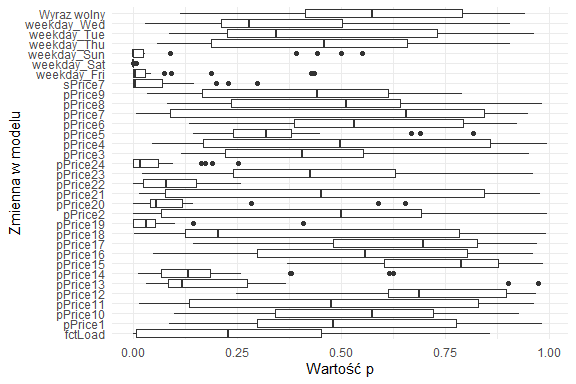 Wyraz wolny
weekday_Wed
weekday_Tue
weekday_Thu
weekday_Sun
weekday_Sat
weekday_Fri
sPrice7
pPrice9
pPrice8
pPrice7
pPrice6
pPrice5
pPrice4
pPrice3
pPrice24
pPrice23
pPrice22
pPrice21
pPrice20
pPrice2
pPrice19
pPrice18
pPrice17
pPrice16
pPrice15
pPrice14
pPrice13
pPrice12
pPrice11
pPrice10
pPrice1
fctLoad
Zmienna w modelu
0.00 0.25 0.50 0.75 1.00
Wartość p